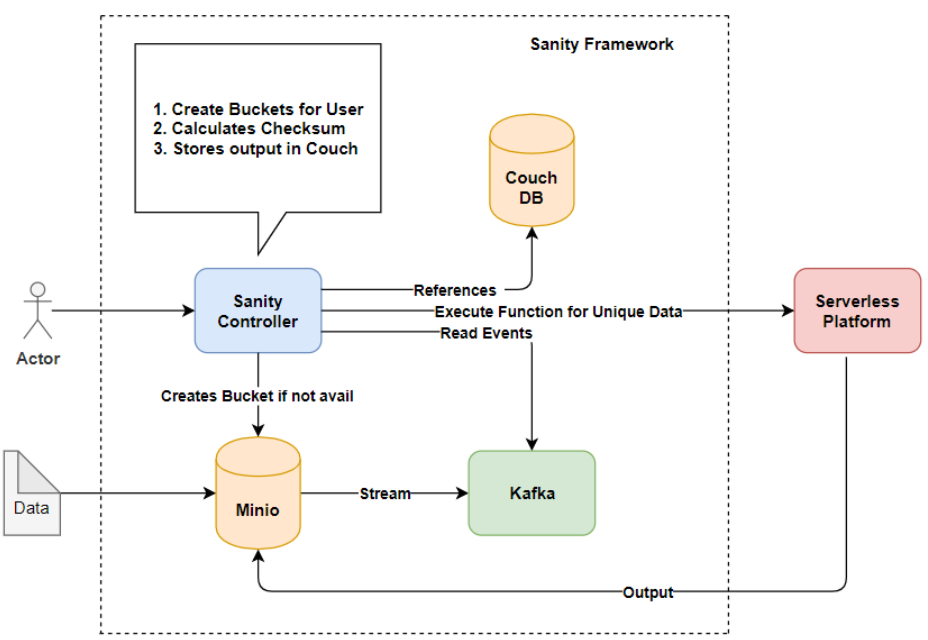 Sanity Framework
1. Create Buckets for User
2. Calculates Checksum
3. Stores output in Couch
Couch
DB
Sanity
Controller
References
Execute Function for Unique Data
Read Events
Serverless
Platform
Actor
Creates Bucket if not avail
Data
Minio
Stream
Kafka
Output